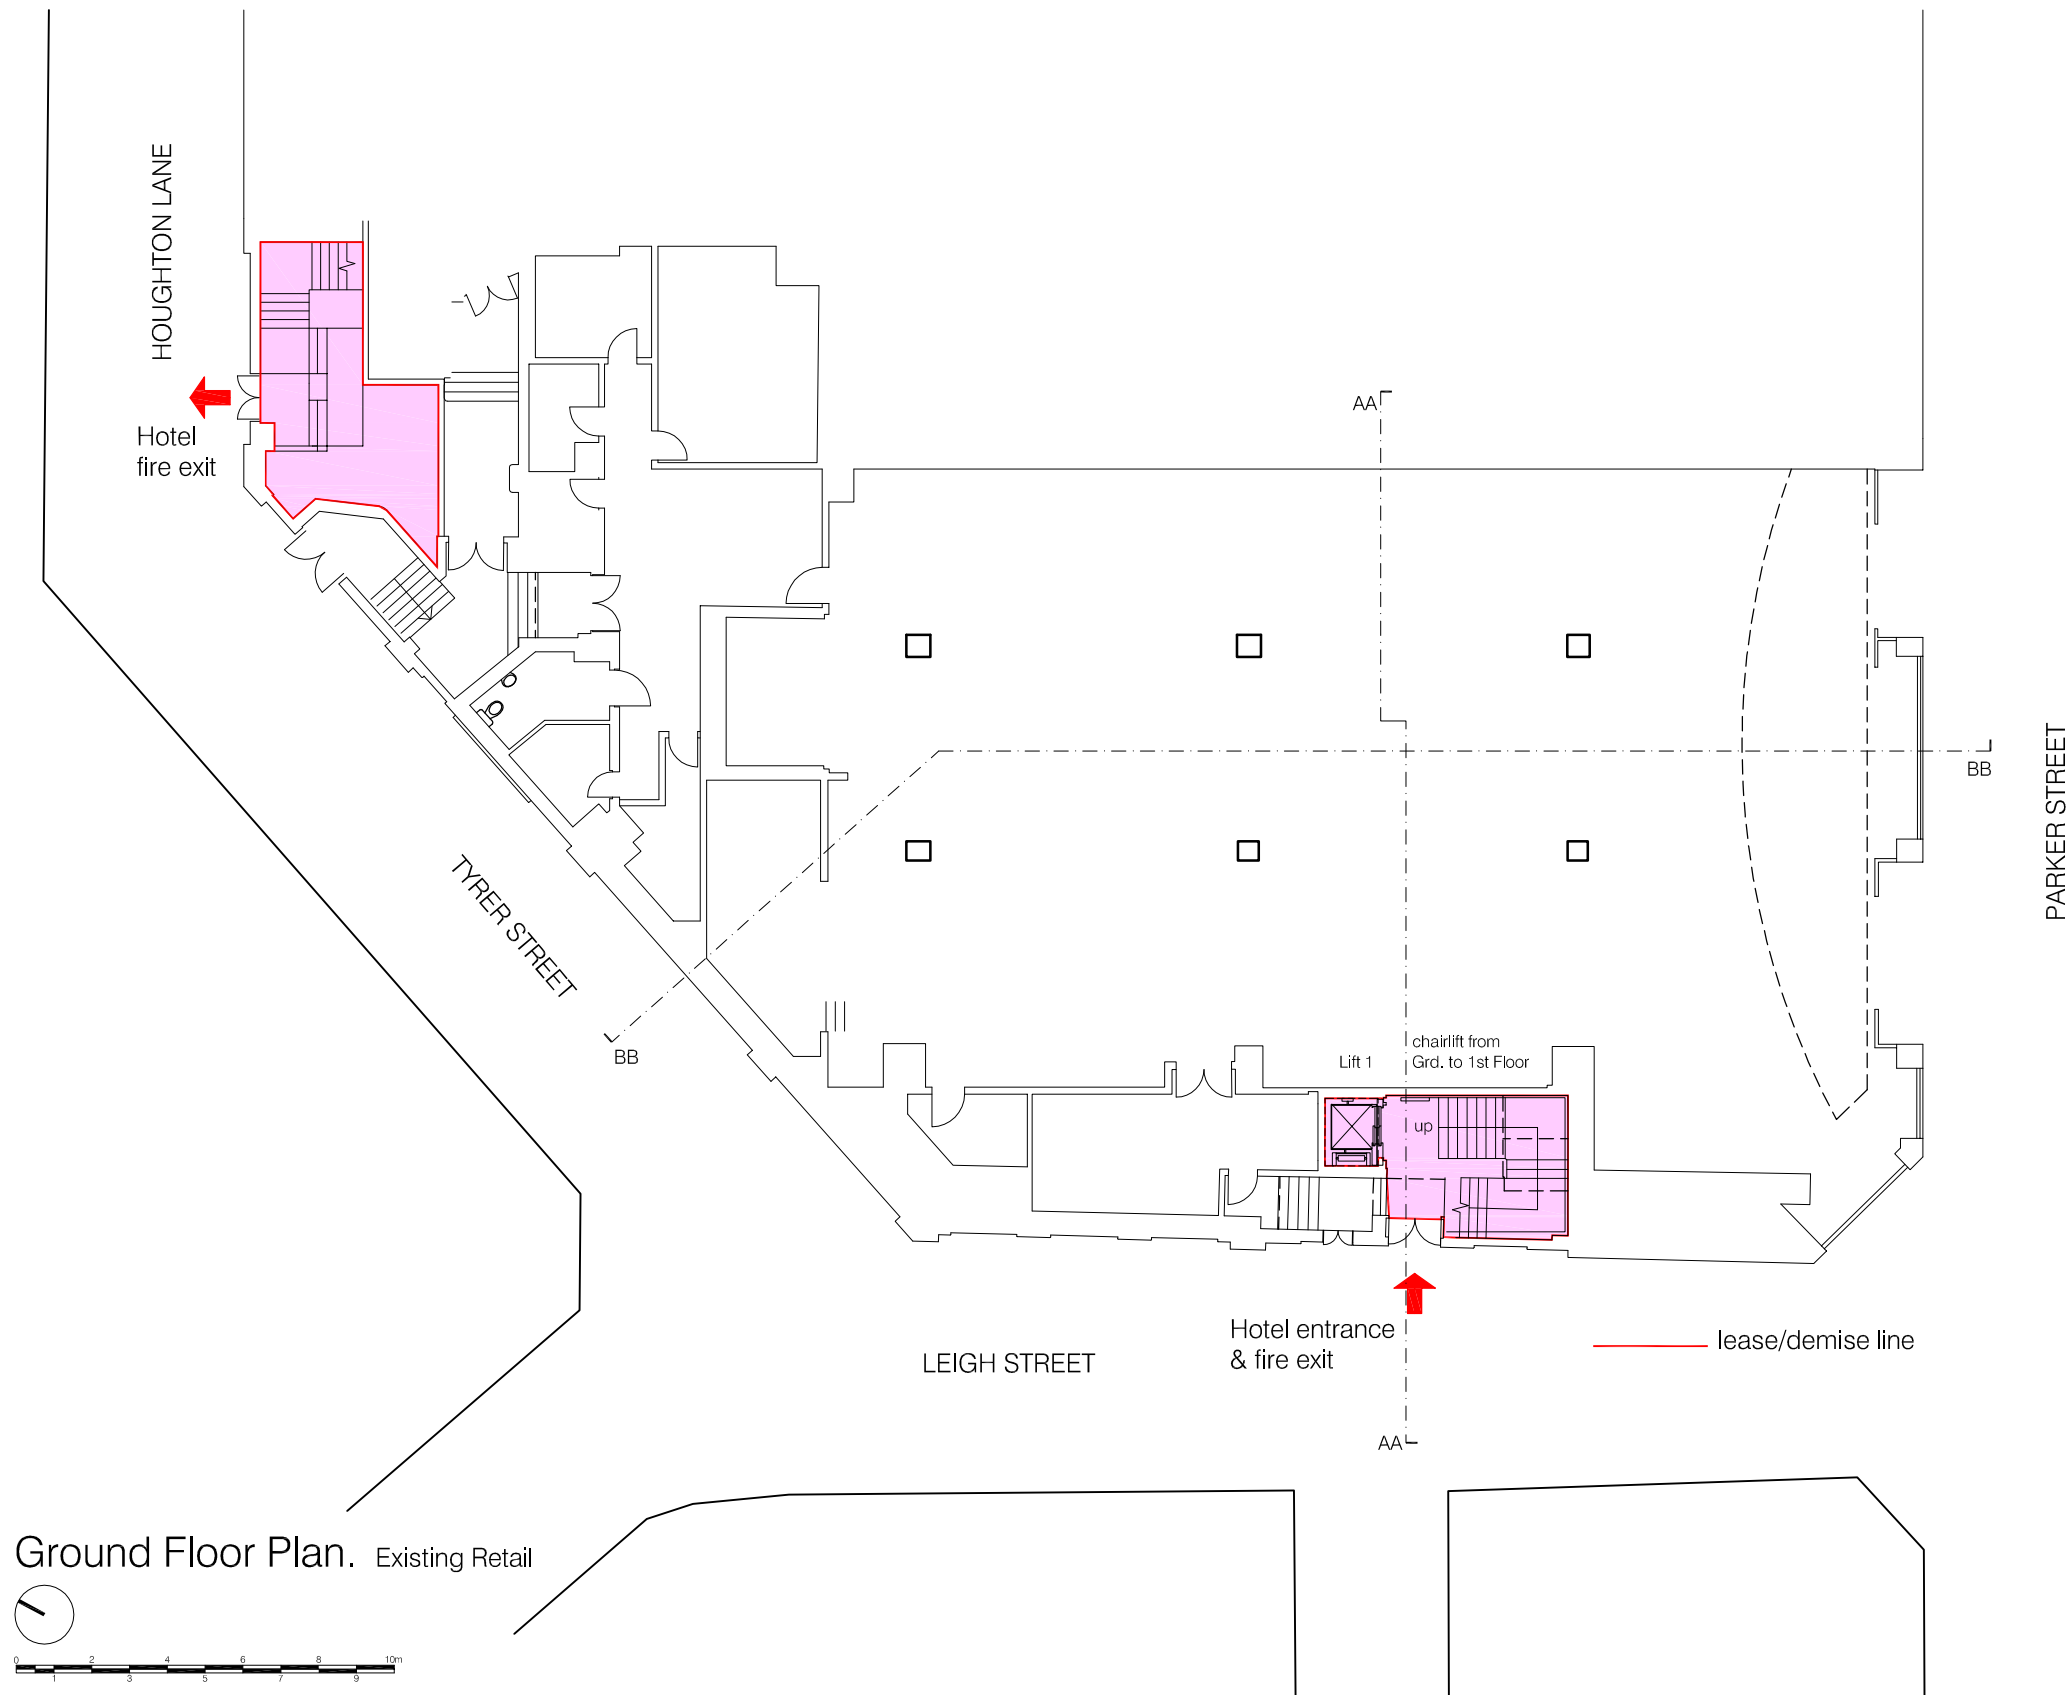 HOUGHTON LANE
Hotel
fire exit
AA
BB
PARKER STREET
TYRER STREET
BB
Lift 1
chairlift from
Grd. to 1st Floor
up
Hotel entrance
& fire exit
lease/demise line
LEIGH STREET
AA
Ground Floor Plan. Existing Retail
0 2 4 6 8 10m
1 3 5 7 9